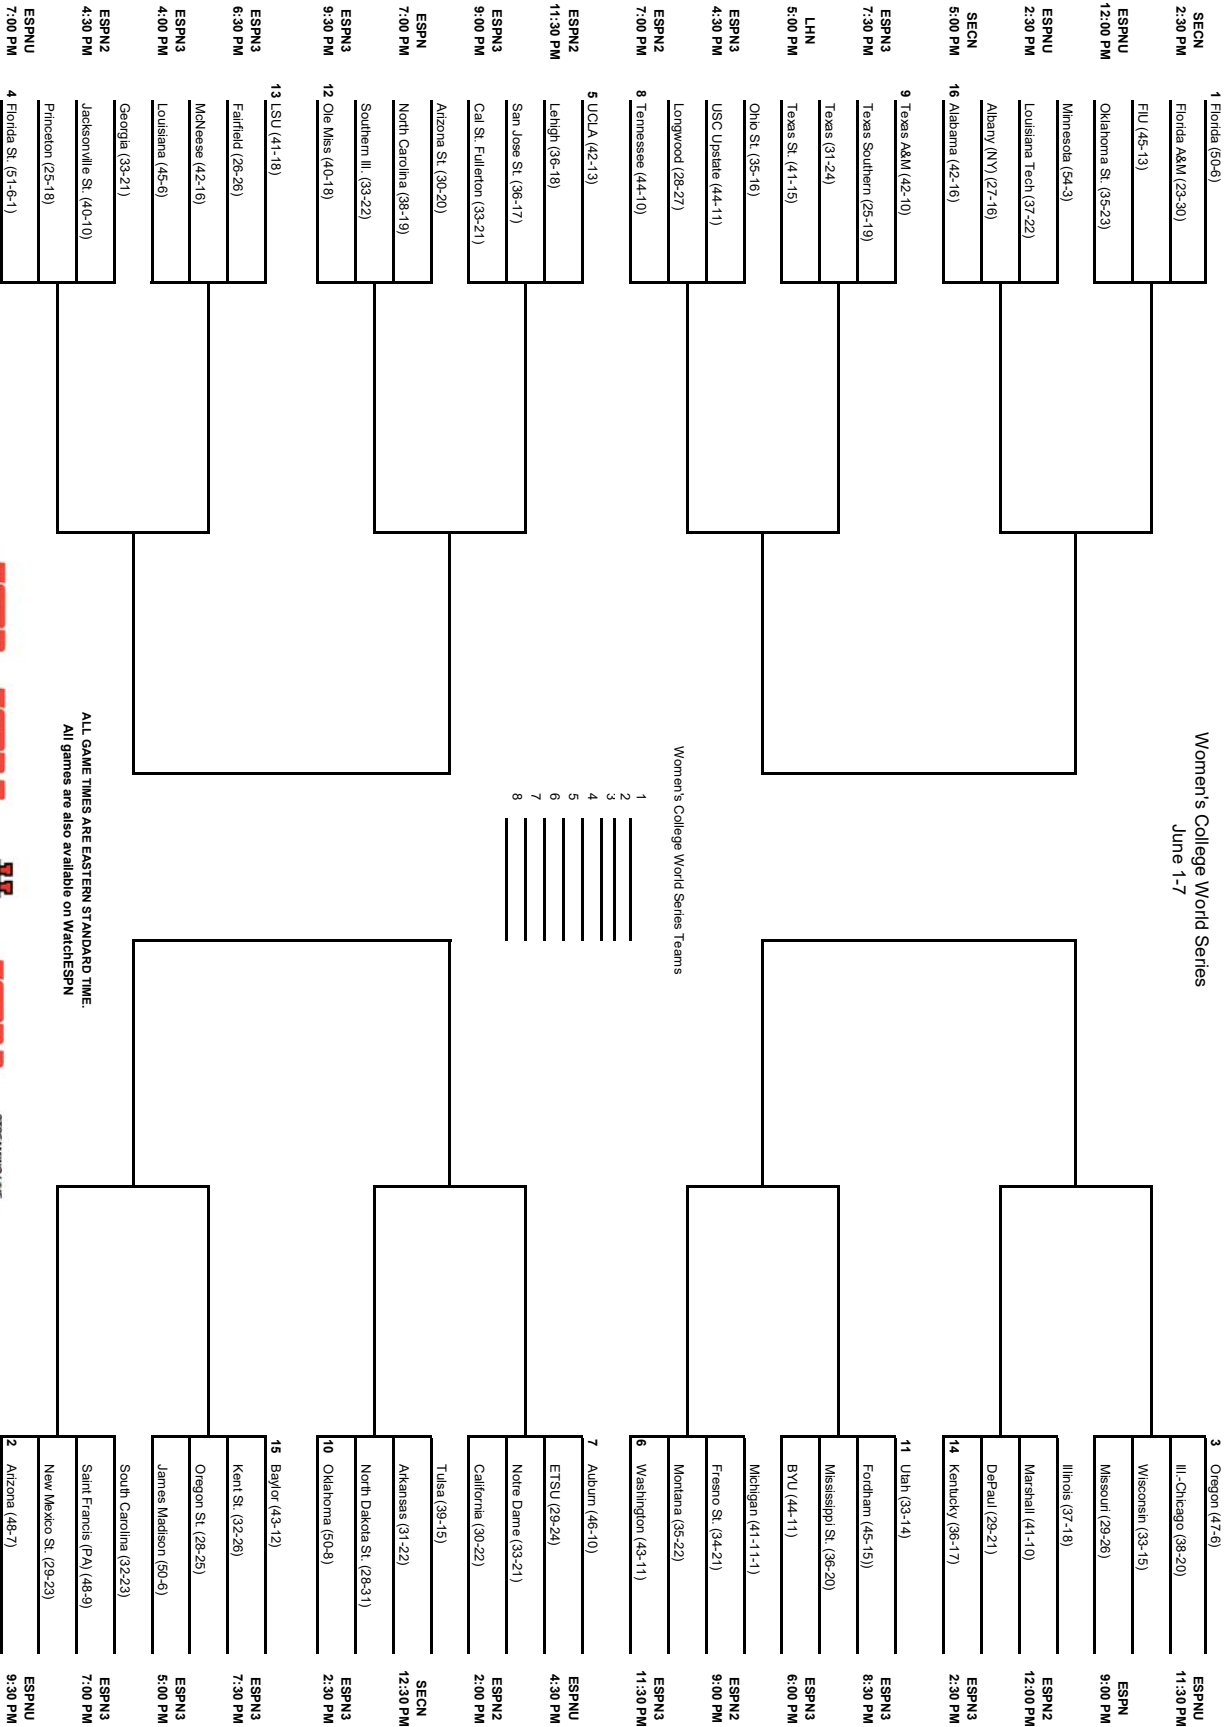 Women's College World Series
June 1-7
SECN
2:30 PM
ESPNU
12:00 PM
ESPNU
2:30 PM
SECN
5:00 PM
ESPN3
7:30 PM
LHN
5:00 PM
ESPN3
4:30 PM
ESPN2
7:00 PM
ESPN2
11:30 PM
ESPN3
9:00 PM
ESPN
7:00 PM
ESPN3
9:30 PM
ESPN3
6:30 PM
ESPN3
4:00 PM
ESPN2
4:30 PM
ESPNU
7:00 PM
1 Florida (50-6)
Florida A&M (23-30)
FIU (45-13)
Oklahoma St. (35-23)
Minnesota (54-3)
Louisiana Tech (37-22)
Albany (NY) (27-16)
16 Alabama (42-16)
9 Texas A&M (42-10)
Texas Southern (25-19)
Texas (31-24)
Texas St. (41-15)
Ohio St. (35-16)
USC Upstate (44-11)
Longwood (28-27)
8 Tennessee (44-10)
5 UCLA (42-13)
Lehigh (36-18)
San Jose St. (36-17)
Cal St. Fullerton (33-21)
Arizona St. (30-20)
North Carolina (38-19)
Southern Ill. (33-22)
12 Ole Miss (40-18)
13 LSU (41-18)
Fairfield (26-26)
McNeese (42-16)
Louisiana (45-6)
Georgia (33-21)
Jacksonville St. (40-10)
Princeton (25-18)
4 Florida St. (51-6-1)
Women's College World Series Teams
1
2
3
4
5
6
7
8
ALL GAME TIMES ARE EASTERN STANDARD TIME.
All games are also available on WatchESPN
3 Oregon (47-6)
Ill.-Chicago (38-20)
Wisconsin (33-15)
Missouri (29-26)
Illinois (37-18)
Marshall (41-10)
DePaul (29-21)
14 Kentucky (36-17)
11 Utah (33-14)
Fordham (45-15))
Mississippi St. (36-20)
BYU (44-11)
Michigan (41-11-1)
Fresno St. (34-21)
Montana (35-22)
6 Washington (43-11)
7 Auburn (46-10)
ETSU (29-24)
Notre Dame (33-21)
California (30-22)
Tulsa (39-15)
Arkansas (31-22)
North Dakota St. (28-31)
10 Oklahoma (50-8)
15 Baylor (43-12)
Kent St. (32-26)
Oregon St. (28-25)
James Madison (50-6)
South Carolina (32-23)
Saint Francis (PA) (48-9)
New Mexico St. (29-23)
2 Arizona (48-7)
ESPNU
11:30 PM
ESPN
9:00 PM
ESPN2
12:00 PM
ESPN3
2:30 PM
ESPN3
8:30 PM
ESPN3
6:00 PM
ESPN2
9:00 PM
ESPN3
11:30 PM
ESPNU
4:30 PM
ESPN2
2:00 PM
SECN
12:30 PM
ESPN3
2:30 PM
ESPN3
7:30 PM
ESPN3
5:00 PM
ESPN3
7:00 PM
ESPNU
9:30 PM